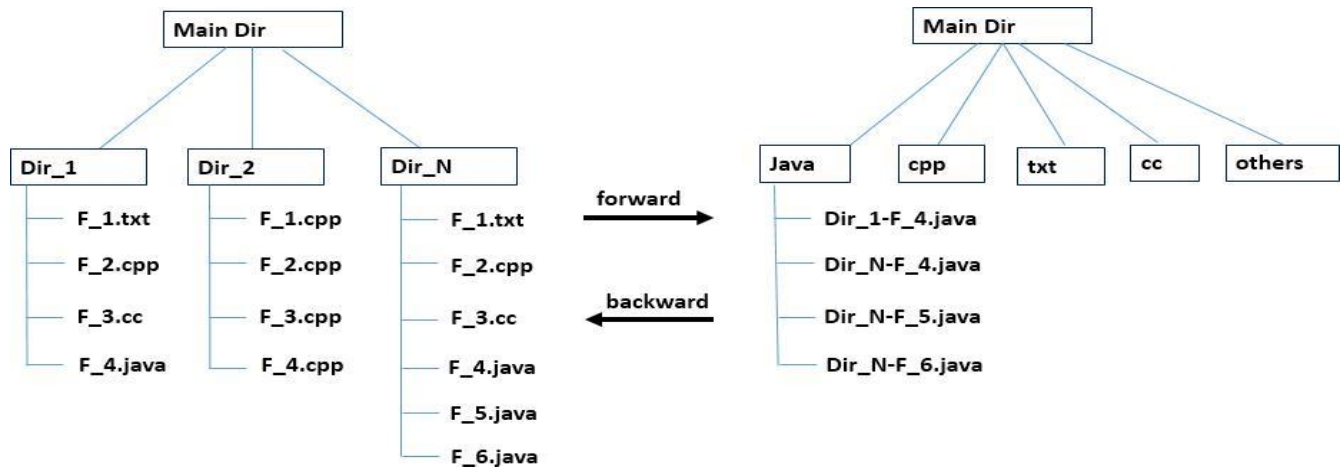 Main Dir
Dir_1
F_1.txt
F_2.cpp
F_3.cc
F_4.java
Dir_2
F_1.cpp
F_2.cpp
F_3.cpp
F_4.cpp
Dir_N
F_1.txt
F_2.cpp
F_3.cc
F_4.java
F_5.java
F_6.java
forward
backward
Main Dir
Java
cpp
txt
cc
others
Dir_1-F_4.java
Dir_N-F_4.java
Dir_N-F_5.java
Dir_N-F_6.java